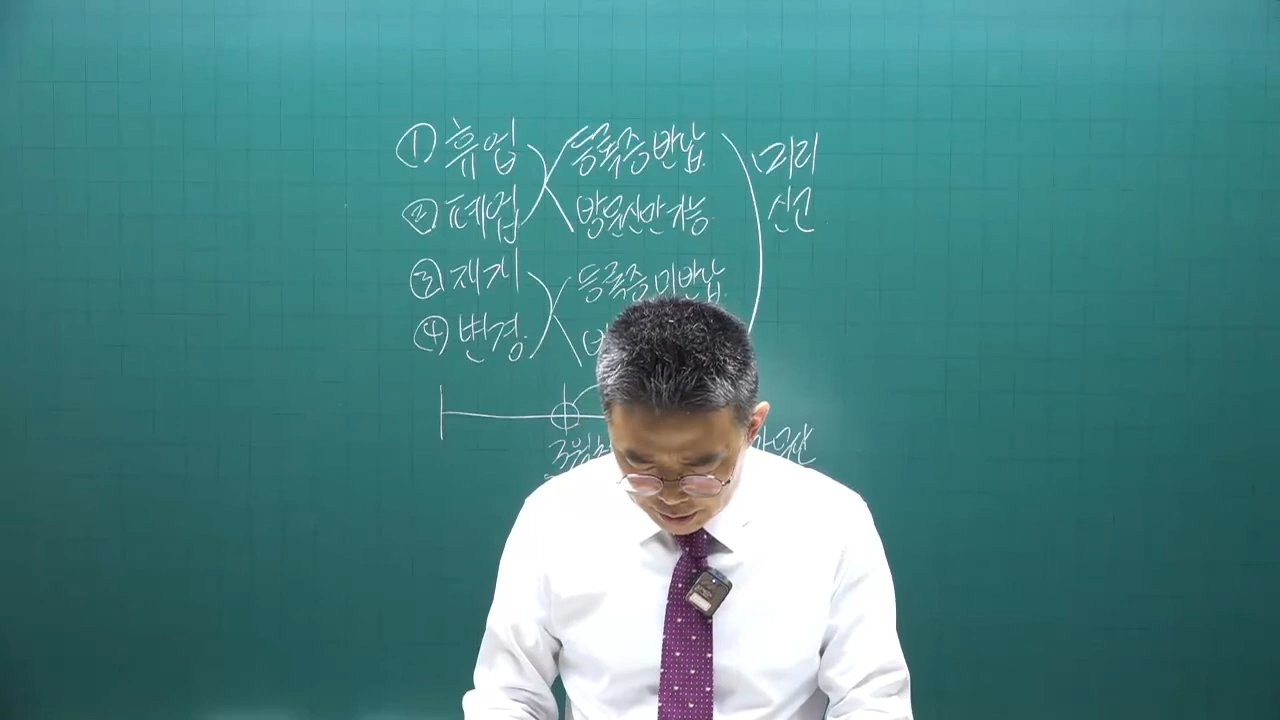 ① 휴업 등록증 반납 미리
② 폐업 방문신만 가능 신고
③ 재개 등록증 미반납
④ 변경